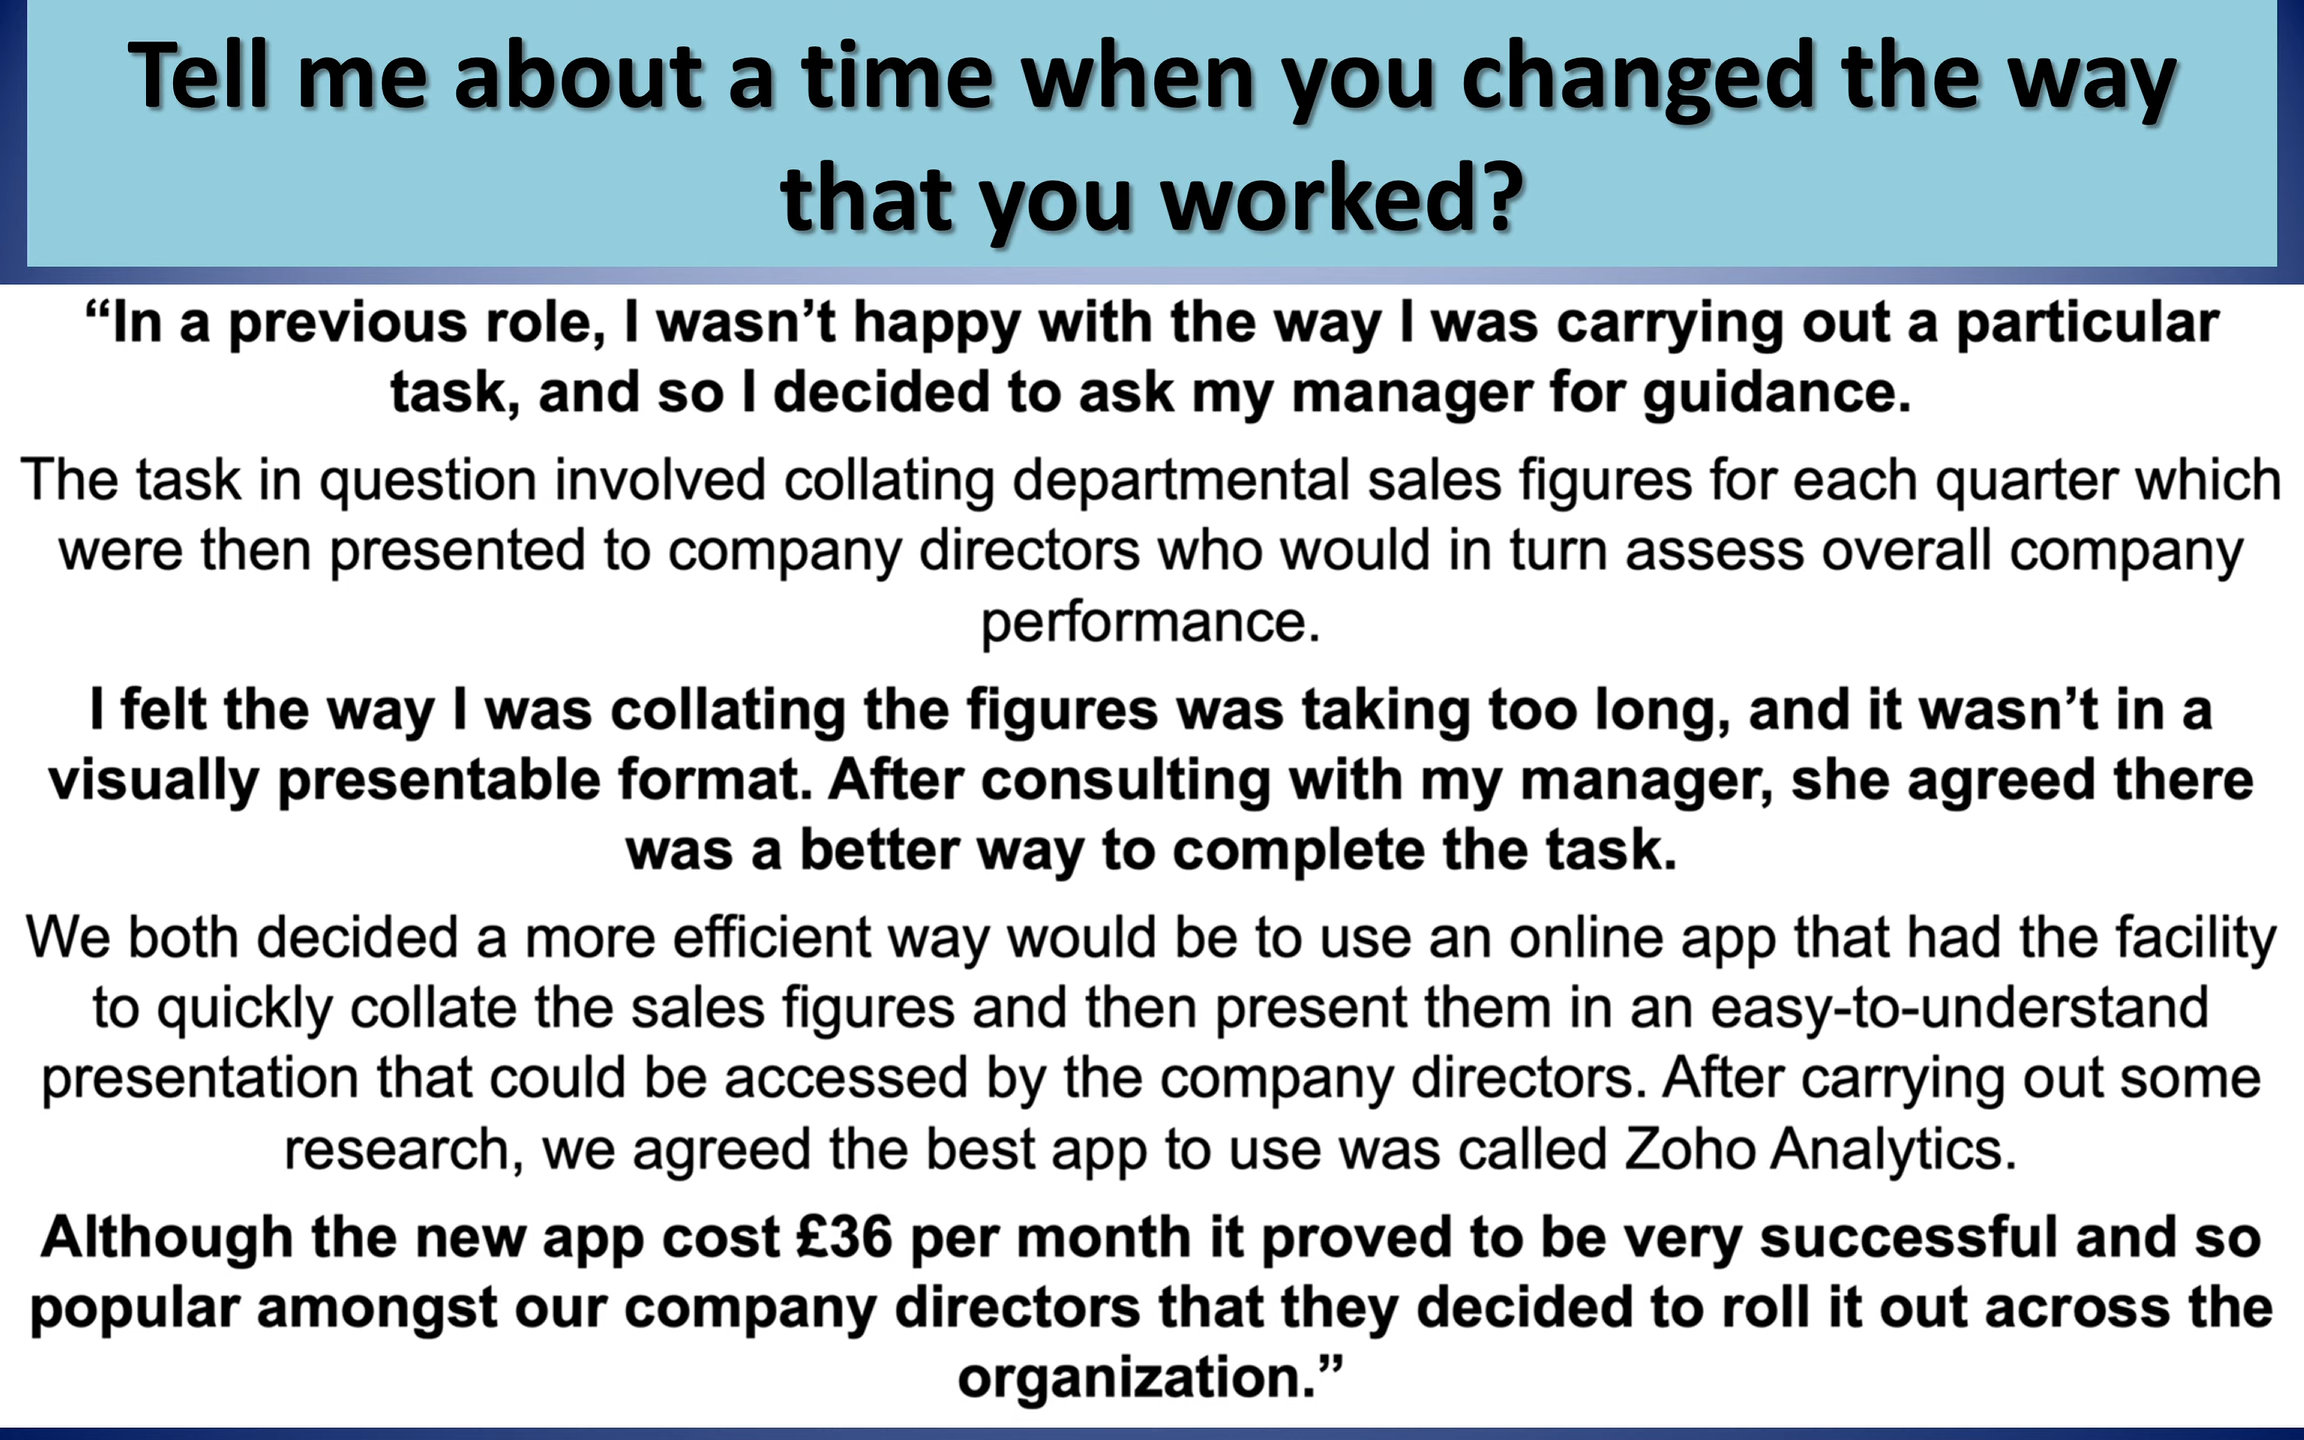 Tell me about a time when you changed the way
that you worked?
“In a previous role, I wasn’t happy with the way I was carrying out a particular
task, and so I decided to ask my manager for guidance.
The task in question involved collating departmental sales figures for each quarter which
were then presented to company directors who would in turn assess overall company
performance.
I felt the way I was collating the figures was taking too long, and it wasn’t in a
visually presentable format. After consulting with my manager, she agreed there
was a better way to complete the task.
We both decided a more efficient way would be to use an online app that had the facility
to quickly collate the sales figures and then present them in an easy-to-understand
presentation that could be accessed by the company directors. After carrying out some
research, we agreed the best app to use was called Zoho Analytics.
Although the new app cost £36 per month it proved to be very successful and so
popular amongst our company directors that they decided to roll it out across the
organization.”